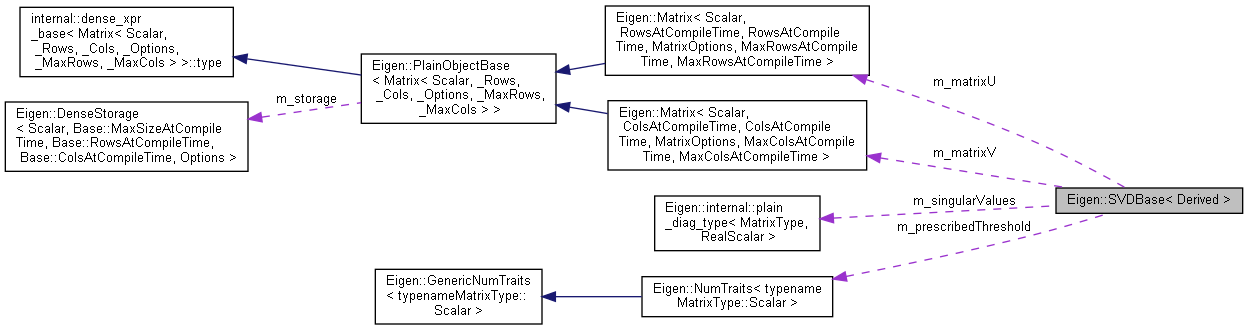 internal::dense_xpr
_base< Matrix< Scalar,
_Rows, _Cols, _Options,
_MaxRows, _MaxCols > >::type
Eigen::DenseStorage
< Scalar, Base::MaxSizeAtCompile
Time, Base::RowsAtCompileTime,
Base::ColsAtCompileTime, Options >
m_storage
Eigen::PlainObjectBase
< Matrix< Scalar, _Rows,
_Cols, _Options, _MaxRows,
_MaxCols > >
Eigen::Matrix< Scalar,
RowsAtCompileTime, RowsAtCompile
Time, MatrixOptions, MaxRowsAtCompile
Time, MaxRowsAtCompileTime >
Eigen::Matrix< Scalar,
ColsAtCompileTime, ColsAtCompile
Time, MatrixOptions, MaxColsAtCompile
Time, MaxColsAtCompileTime >
Eigen::internal::plain
_diag_type< MatrixType,
RealScalar >
Eigen::GenericNumTraits
< typenameMatrixType::
Scalar >
Eigen::NumTraits< typename
MatrixType::Scalar >
m_matrixU
m_matrixV
m_singularValues
m_prescribedThreshold
Eigen::SVDBase< Derived >